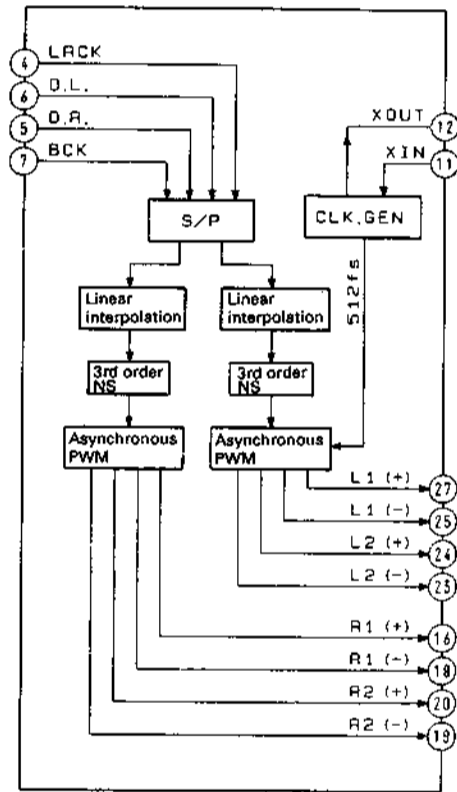 4 LRCK
6 D.L.
5 D.R.
7 BCK
XOUT 12
XIN 11
S/P
CLK.GEN
512fs
Linear interpolation
Linear interpolation
3rd order NS
3rd order NS
Asynchronous PWM
Asynchronous PWM
L1 (+) 27
L1 (-) 25
L2 (+) 24
L2 (-) 23
R1 (+) 16
R1 (-) 18
R2 (+) 20
R2 (-) 19